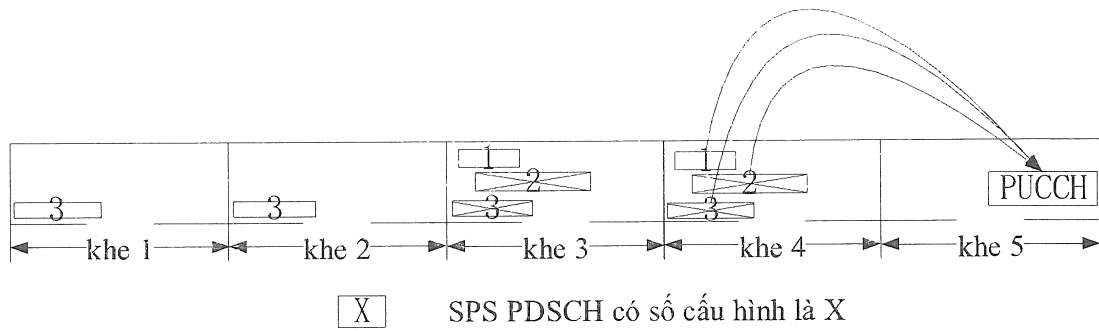 1 1
2 2 PUCCH
3 3 3 3
khe 1 khe 2 khe 3 khe 4 khe 5
X SPS PDSCH có số cấu hình là X